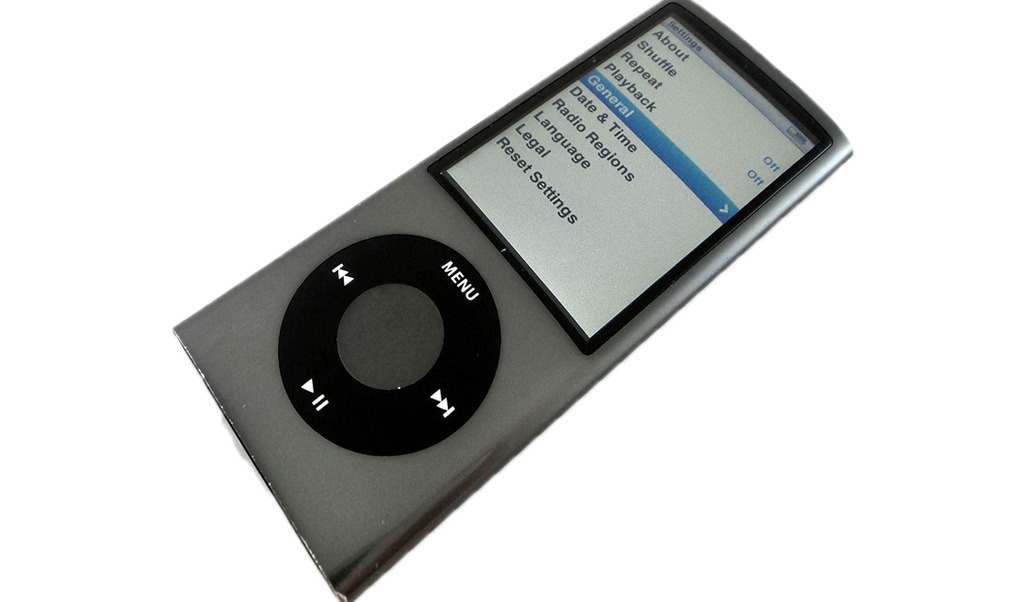 Settings
About
Shuffle Off
Repeat Off
Playback
General
Date & Time
Radio Regions
Language
Legal
Reset Settings
MENU